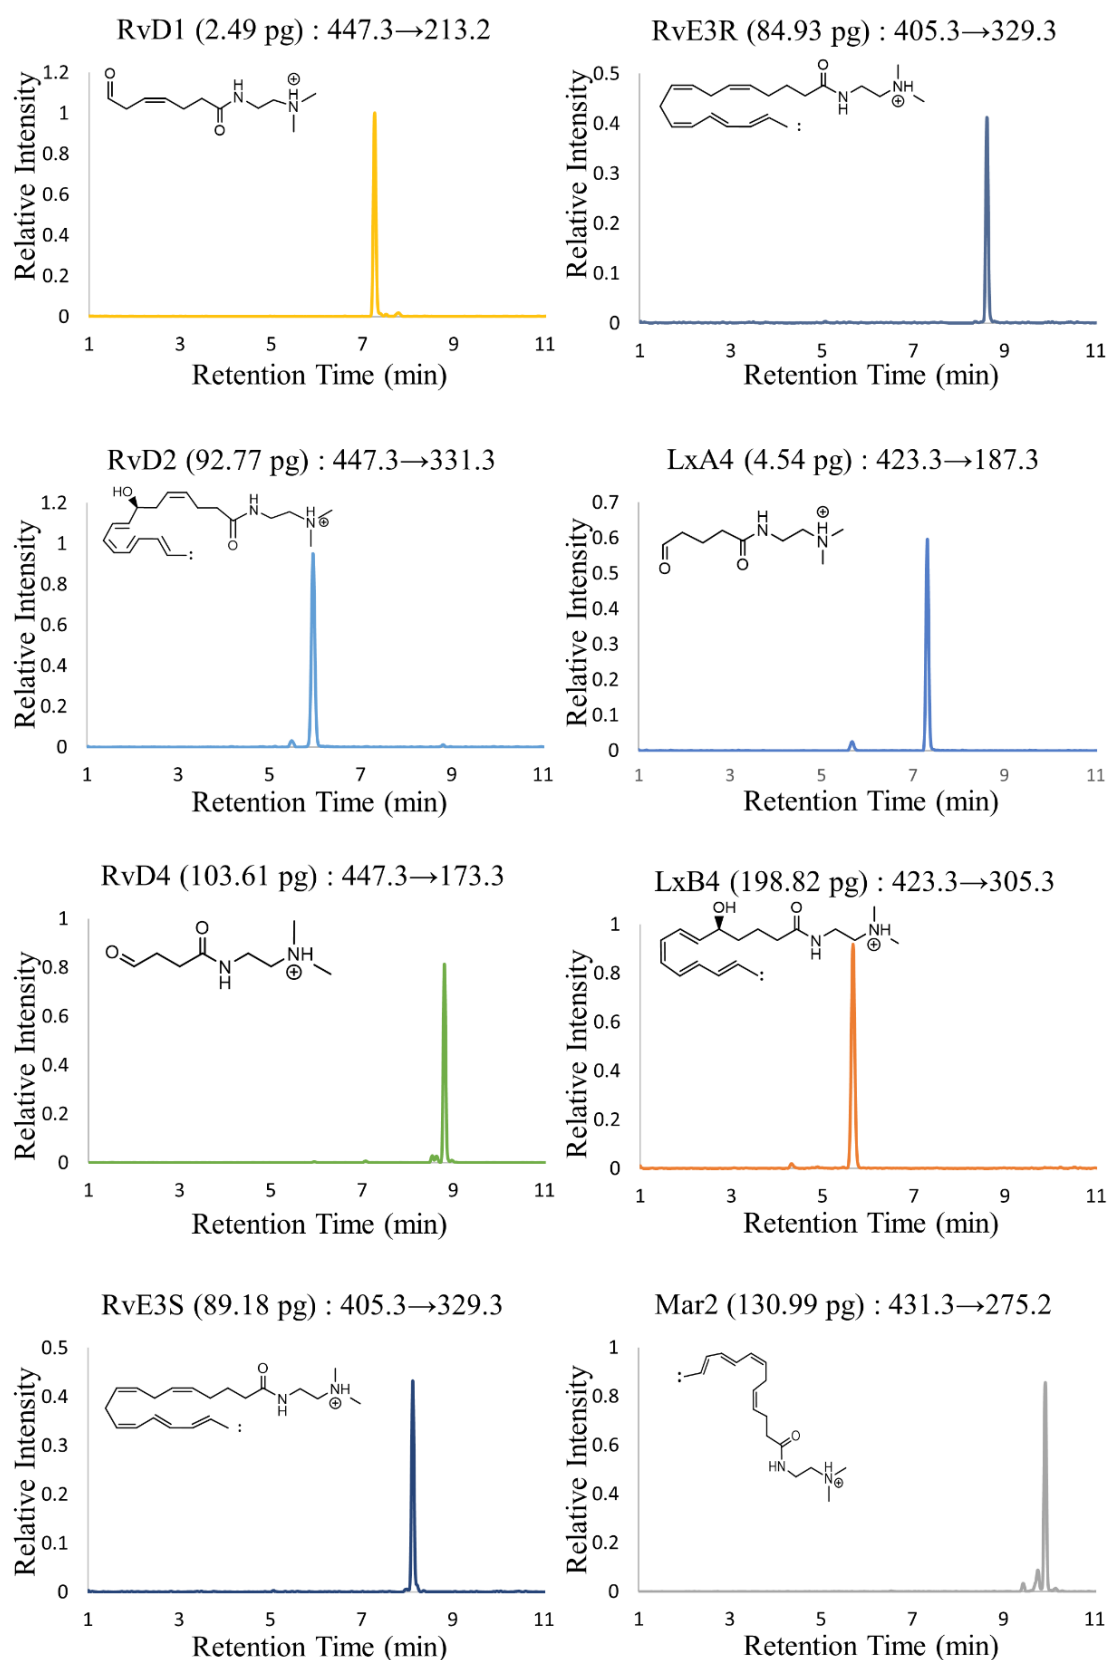 RvD1 (2.49 pg) : 447.3→213.2
Relative Intensity
1.2
1
0.8
0.6
0.4
0.2
0
O
O
H
N
H
N
⊕
1 3 5 7 9 11
Retention Time (min)
RvE3R (84.93 pg) : 405.3→329.3
Relative Intensity
0.5
0.4
0.3
0.2
0.1
0
O
N
H
NH
⊕
:
1 3 5 7 9 11
Retention Time (min)
RvD2 (92.77 pg) : 447.3→331.3
Relative Intensity
1.2
1
0.8
0.6
0.4
0.2
0
HO
H
N
O
H
N
⊕
:
1 3 5 7 9 11
Retention Time (min)
LxA4 (4.54 pg) : 423.3→187.3
Relative Intensity
0.7
0.6
0.5
0.4
0.3
0.2
0.1
0
O
O
H
N
⊕
H
N
1 3 5 7 9 11
Retention Time (min)
RvD4 (103.61 pg) : 447.3→173.3
Relative Intensity
1
0.8
0.6
0.4
0.2
0
O
O
N
H
NH
⊕
1 3 5 7 9 11
Retention Time (min)
LxB4 (198.82 pg) : 423.3→305.3
Relative Intensity
1
0.8
0.6
0.4
0.2
0
OH
O
N
H
NH
⊕
:
1 3 5 7 9 11
Retention Time (min)
RvE3S (89.18 pg) : 405.3→329.3
Relative Intensity
0.5
0.4
0.3
0.2
0.1
0
O
N
H
NH
⊕
:
1 3 5 7 9 11
Retention Time (min)
Mar2 (130.99 pg) : 431.3→275.2
Relative Intensity
1
0.8
0.6
0.4
0.2
0
:
O
HN
H
N
⊕
1 3 5 7 9 11
Retention Time (min)